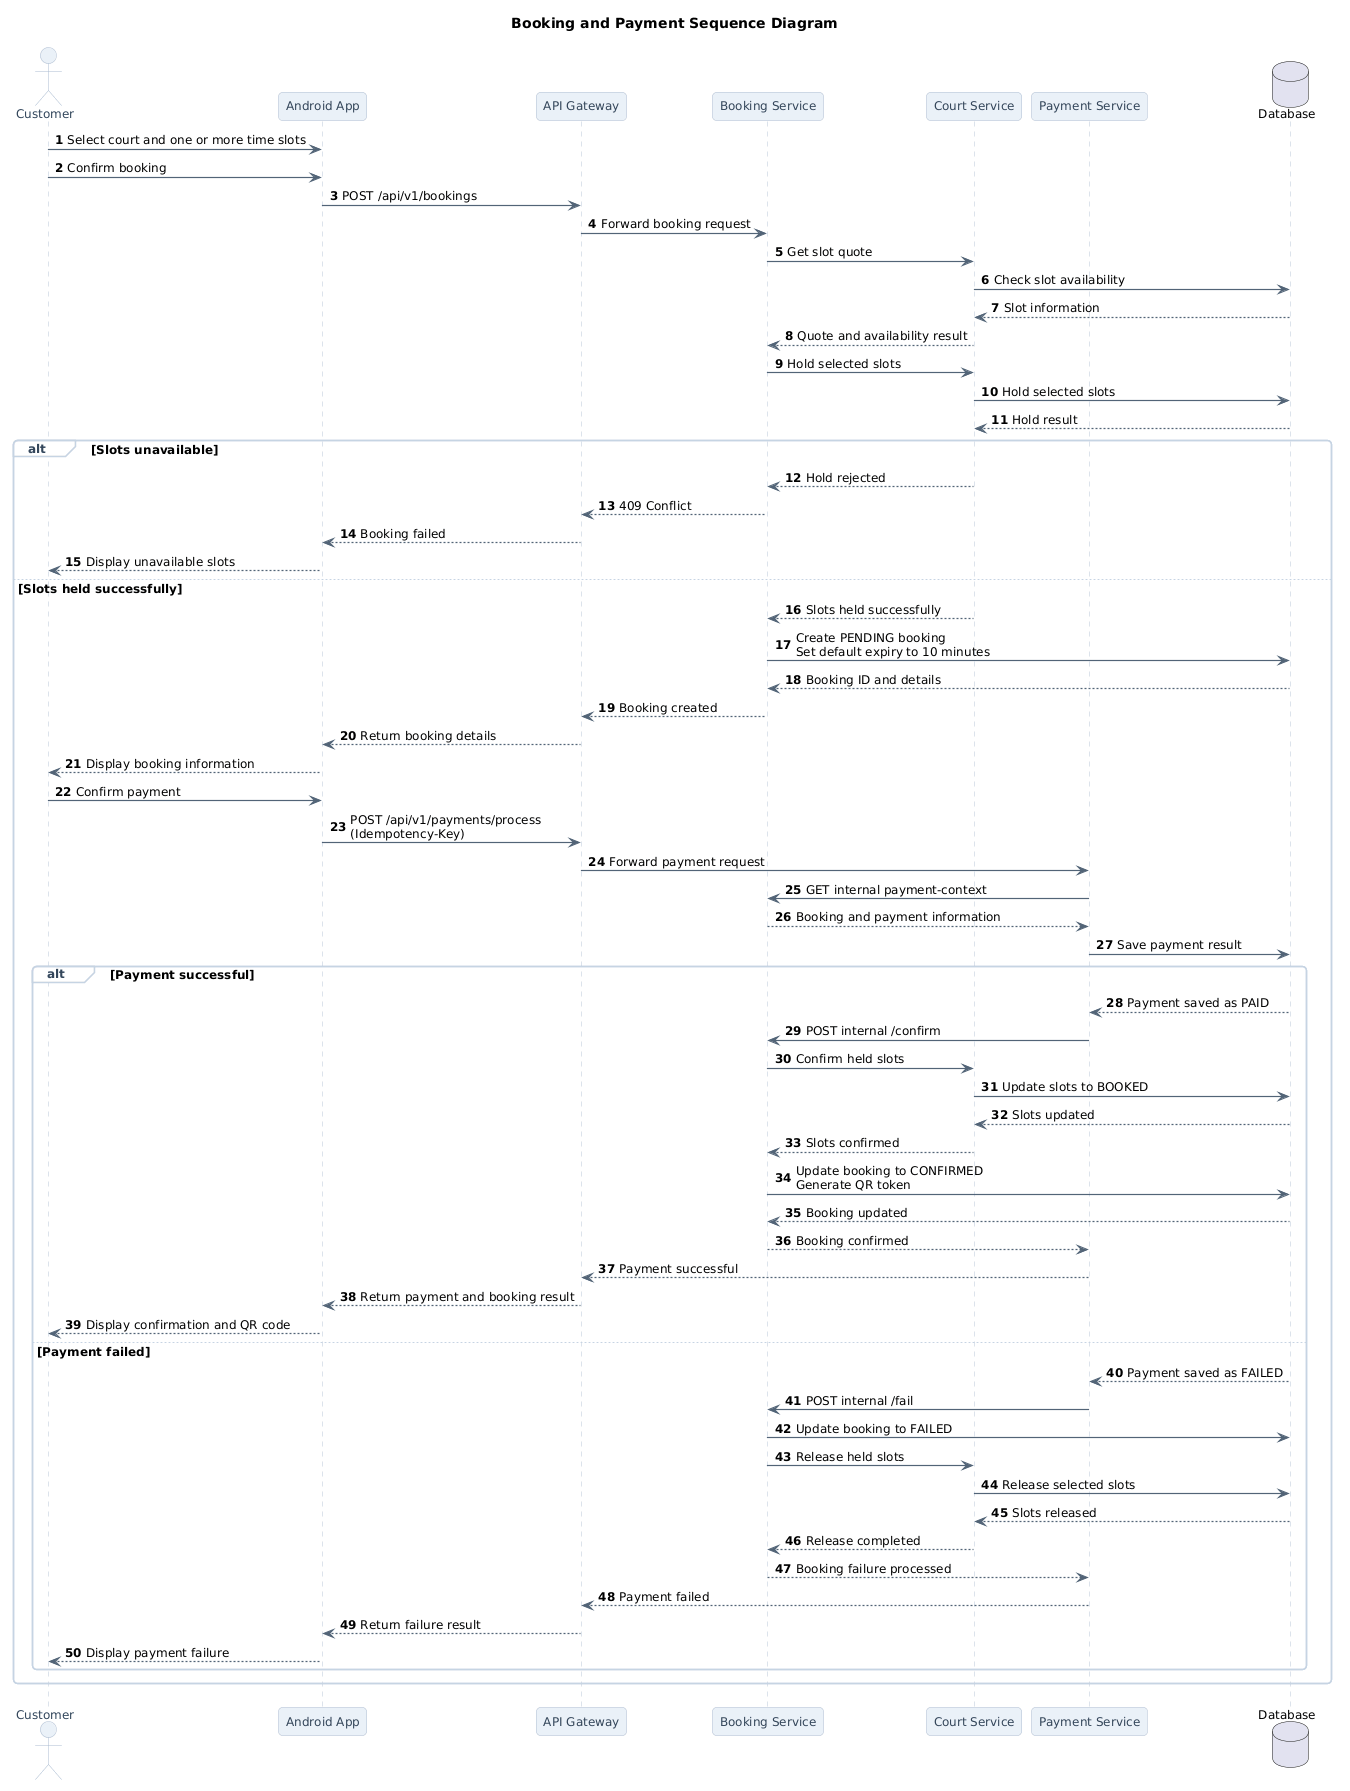 Booking and Payment Sequence Diagram
Customer
Android App
API Gateway
Booking Service
Court Service
Payment Service
Database
1 Select court and one or more time slots
2 Confirm booking
3 POST /api/v1/bookings
4 Forward booking request
5 Get slot quote
6 Check slot availability
7 Slot information
8 Quote and availability result
9 Hold selected slots
10 Hold selected slots
11 Hold result
alt [Slots unavailable]
12 Hold rejected
13 409 Conflict
14 Booking failed
15 Display unavailable slots
[Slots held successfully]
16 Slots held successfully
17 Create PENDING booking
Set default expiry to 10 minutes
18 Booking ID and details
19 Booking created
20 Return booking details
21 Display booking information
22 Confirm payment
23 POST /api/v1/payments/process
(Idempotency-Key)
24 Forward payment request
25 GET internal payment-context
26 Booking and payment information
27 Save payment result
alt [Payment successful]
28 Payment saved as PAID
29 POST internal /confirm
30 Confirm held slots
31 Update slots to BOOKED
32 Slots updated
33 Slots confirmed
34 Update booking to CONFIRMED
Generate QR token
35 Booking updated
36 Booking confirmed
37 Payment successful
38 Return payment and booking result
39 Display confirmation and QR code
[Payment failed]
40 Payment saved as FAILED
41 POST internal /fail
42 Update booking to FAILED
43 Release held slots
44 Release selected slots
45 Slots released
46 Release completed
47 Booking failure processed
48 Payment failed
49 Return failure result
50 Display payment failure
Customer
Android App
API Gateway
Booking Service
Court Service
Payment Service
Database